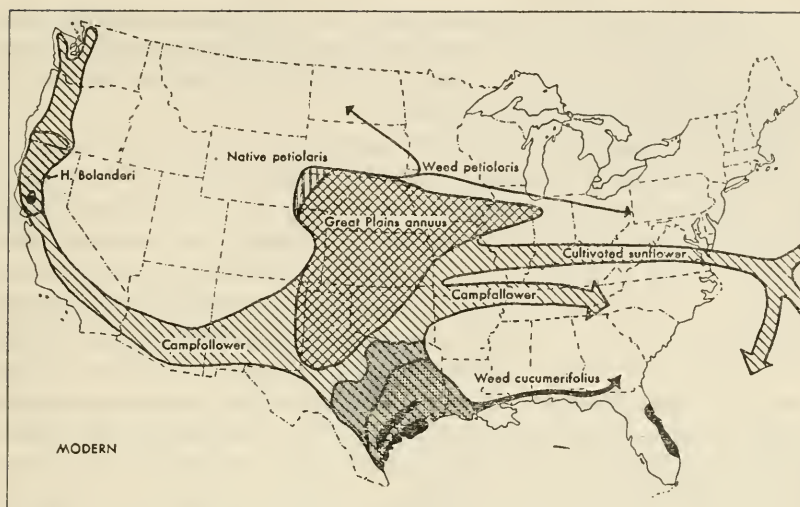 H. Bolanderi
Native petiolaris
Weed petiolaris
Great Plains annuus
Cultivated sunflower
Campfollower
Campfollower
Weed cucumerifolius
MODERN